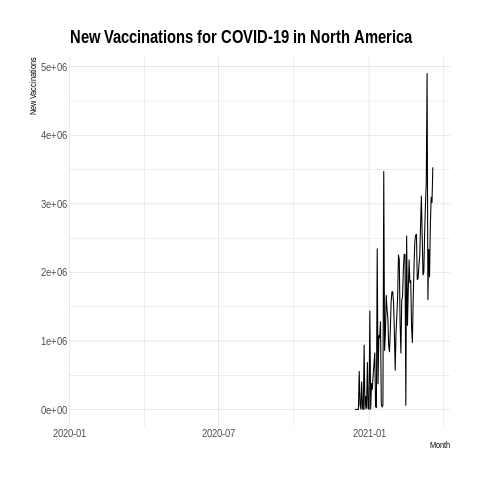 New Vaccinations for COVID-19 in North America
New Vaccinations
5e+06
4e+06
3e+06
2e+06
1e+06
0e+00
2020-01
2020-07
2021-01
Month